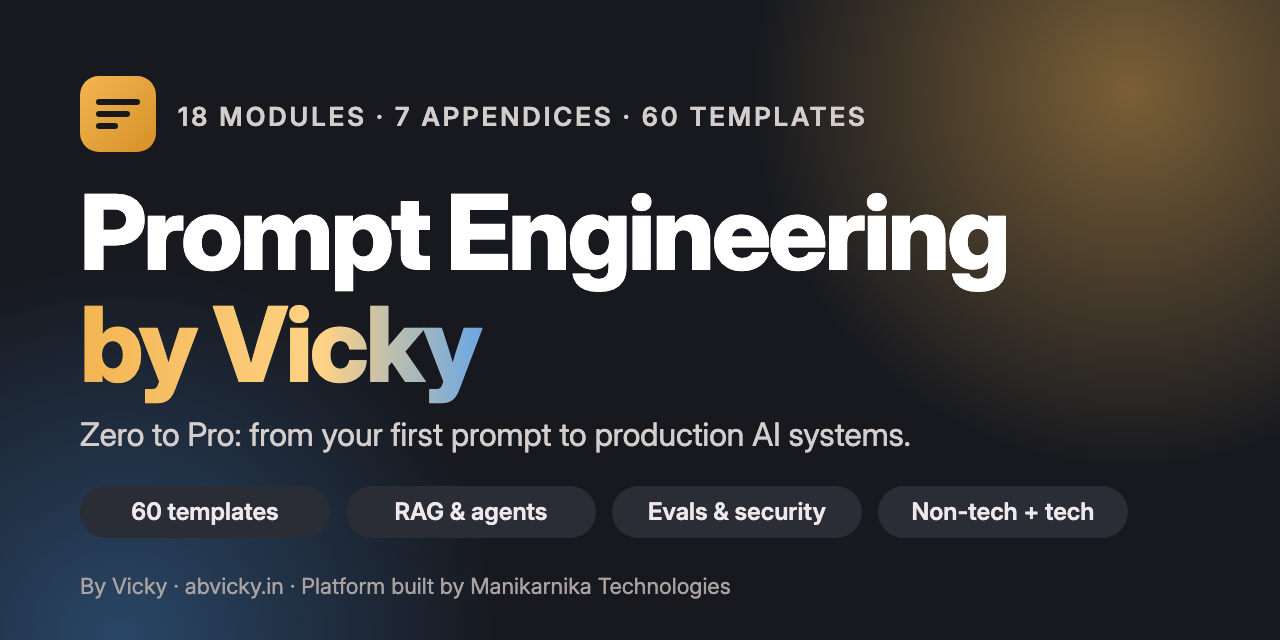 18 MODULES · 7 APPENDICES · 60 TEMPLATES
Prompt Engineering
by Vicky
Zero to Pro: from your first prompt to production AI systems.
60 templates
RAG & agents
Evals & security
Non-tech + tech
By Vicky · abvicky.in · Platform built by Manikarnika Technologies